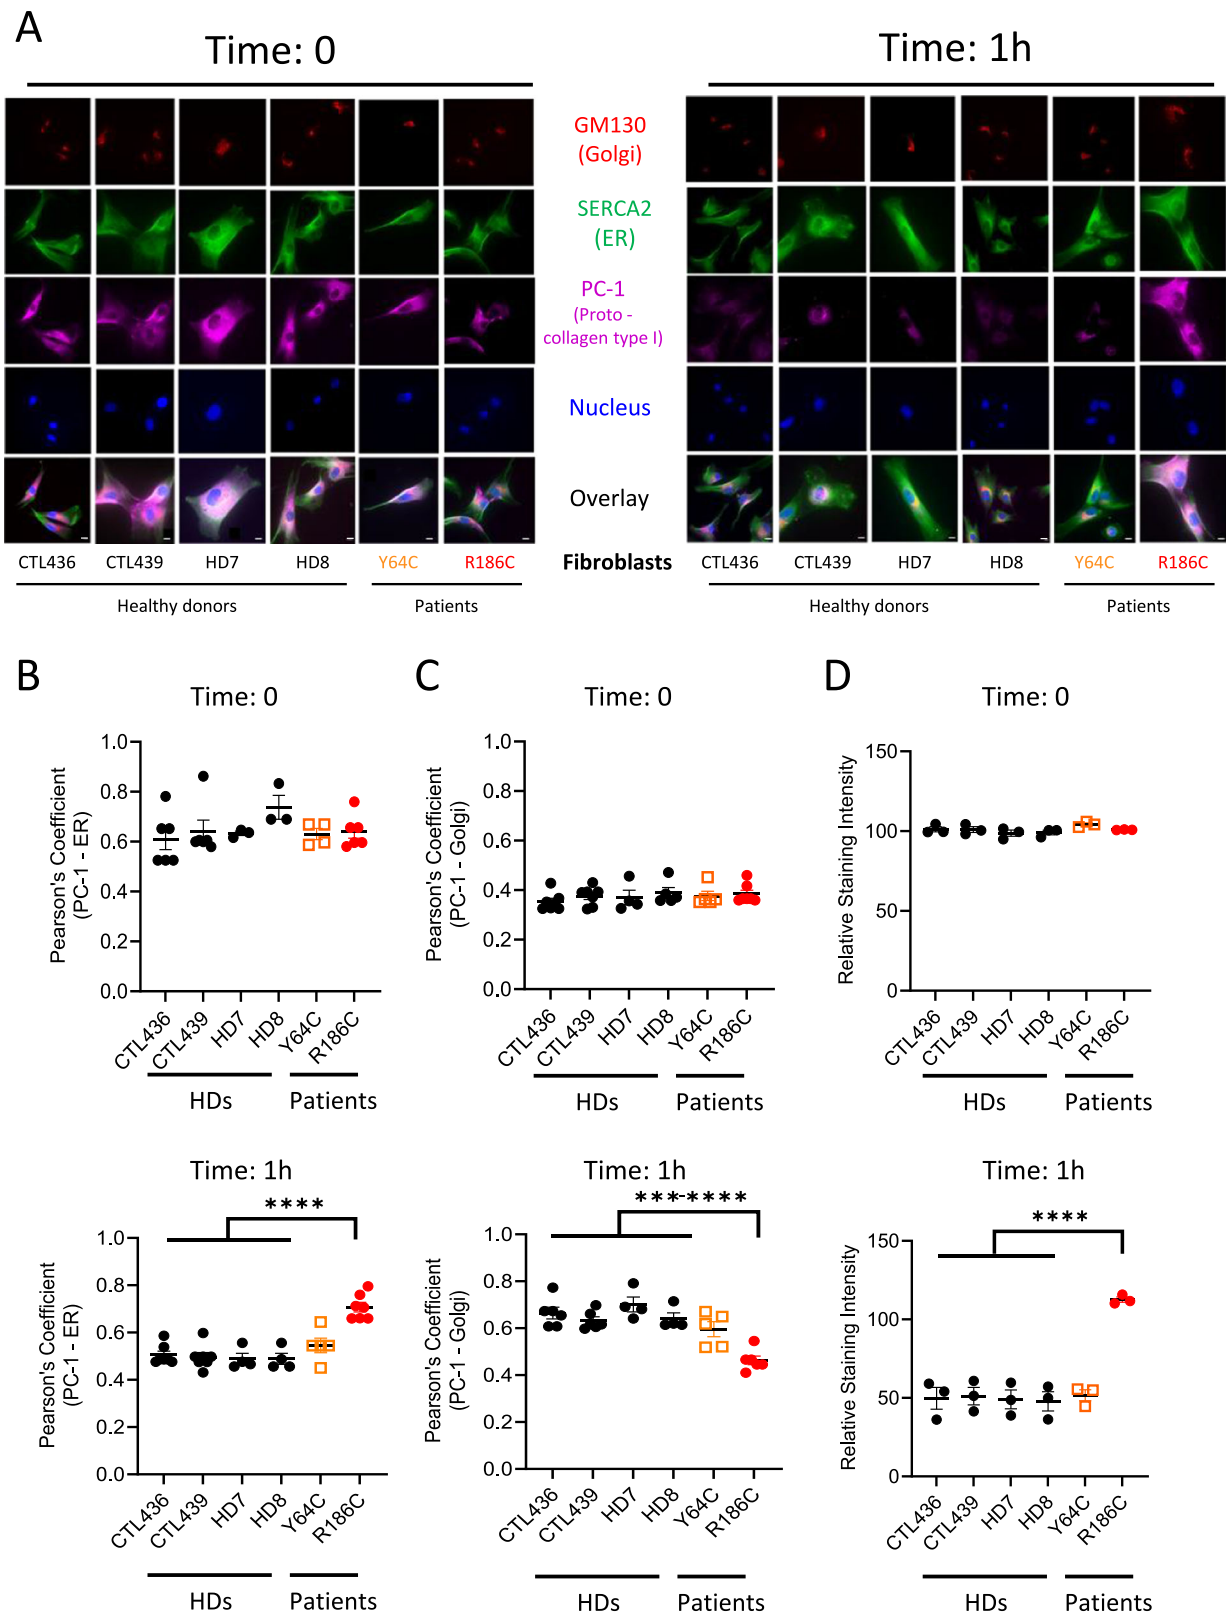 A
Time: 0
Time: 1h
GM130
(Golgi)
SERCA2
(ER)
PC-1
(Proto -
collagen type I)
Nucleus
Overlay
CTL436 CTL439 HD7 HD8 Y64C R186C
Fibroblasts
CTL436 CTL439 HD7 HD8 Y64C R186C
Healthy donors Patients
Healthy donors Patients
B
Time: 0
Pearson's Coefficient
(PC-1 - ER)
1.0
0.8
0.6
0.4
0.2
0.0
CTL436 CTL439 HD7 HD8 Y64C R186C
HDs Patients
C
Time: 0
Pearson's Coefficient
(PC-1 - Golgi)
1.0
0.8
0.6
0.4
0.2
0.0
CTL436 CTL439 HD7 HD8 Y64C R186C
HDs Patients
D
Time: 0
Relative Staining Intensity
150
100
50
0
CTL436 CTL439 HD7 HD8 Y64C R186C
HDs Patients
Time: 1h
****
Pearson's Coefficient
(PC-1 - ER)
1.0
0.8
0.6
0.4
0.2
0.0
CTL436 CTL439 HD7 HD8 Y64C R186C
HDs Patients
Time: 1h
***-****
Pearson's Coefficient
(PC-1 - Golgi)
1.0
0.8
0.6
0.4
0.2
0.0
CTL436 CTL439 HD7 HD8 Y64C R186C
HDs Patients
Time: 1h
****
Relative Staining Intensity
150
100
50
0
CTL436 CTL439 HD7 HD8 Y64C R186C
HDs Patients